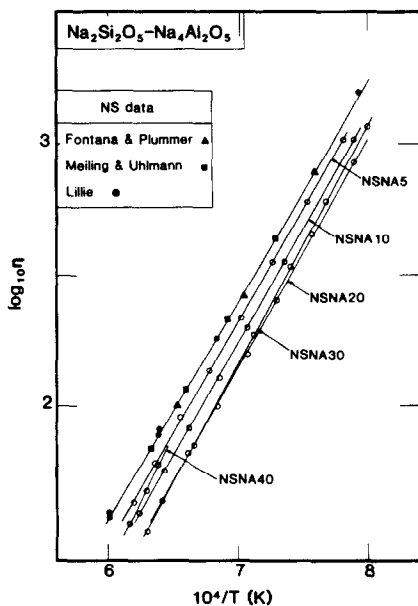 Na₂Si₂O₅–Na₄Al₂O₅
NS data
Fontana & Plummer ▲
Meiling & Uhlmann ■
Lillie ●
3
2
log₁₀η
NSNA5
NSNA10
NSNA20
NSNA30
NSNA40
6 7 8
10⁴/T (K)